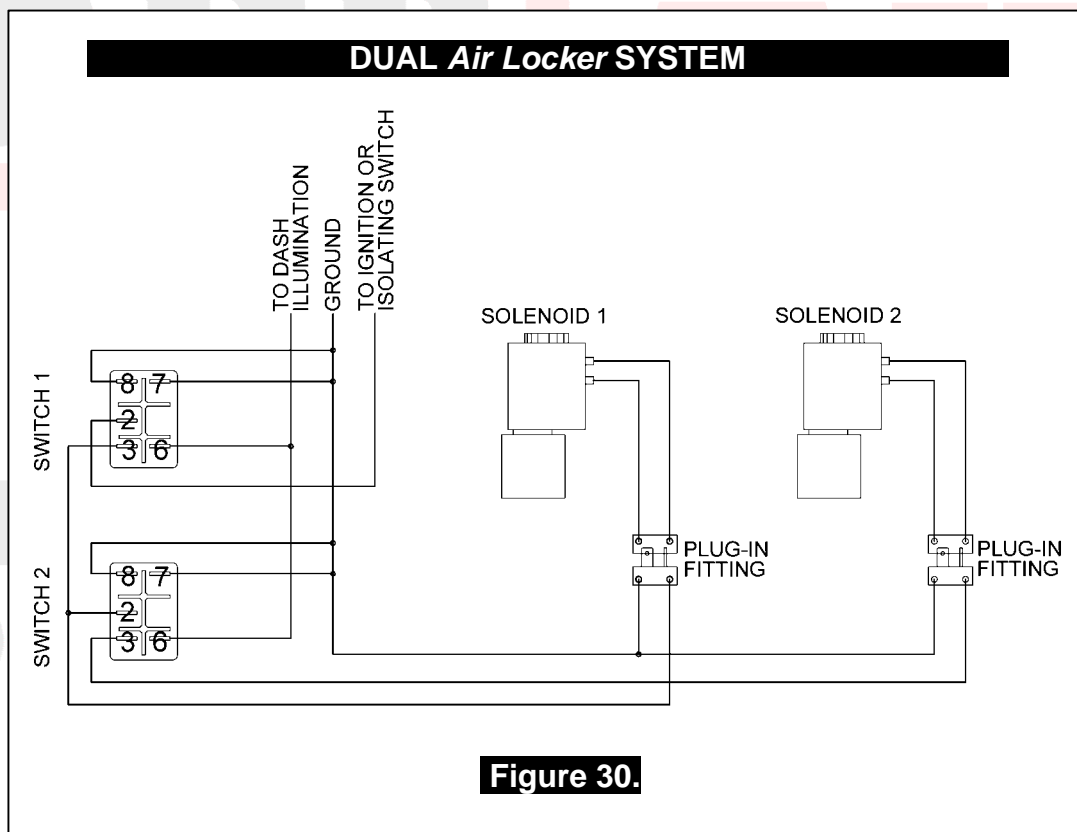 DUAL Air Locker SYSTEM
TO DASH
ILLUMINATION
GROUND
TO IGNITION OR
ISOLATING SWITCH
SOLENOID 1
SOLENOID 2
SWITCH 1
8 7
2
3 6
PLUG-IN
FITTING
PLUG-IN
FITTING
SWITCH 2
8 7
2
3 6
Figure 30.